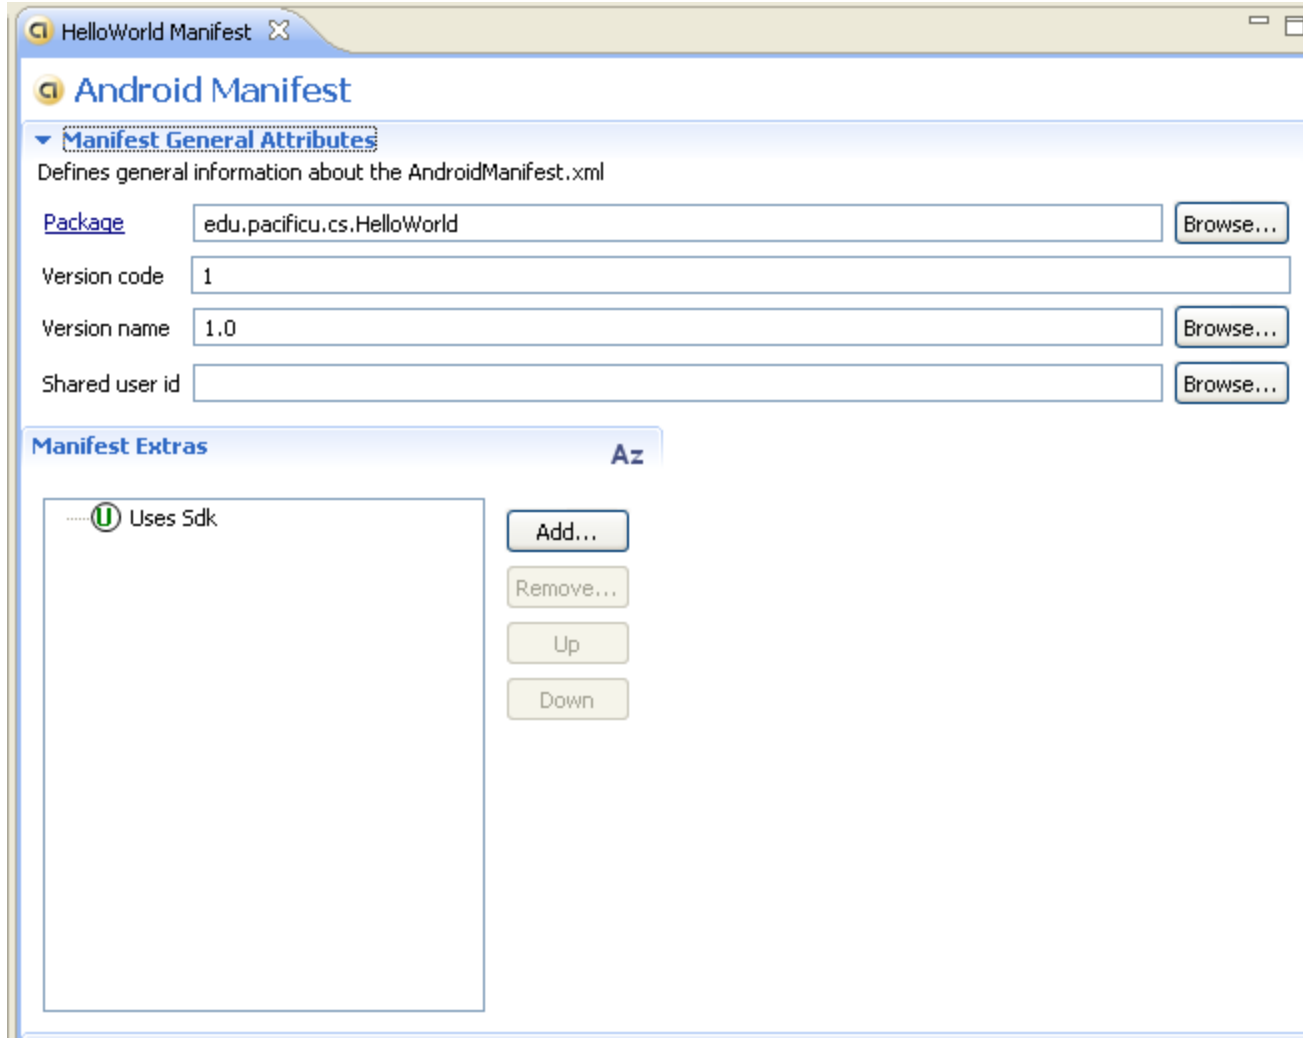 HelloWorld Manifest
Android Manifest
Manifest General Attributes
Defines general information about the AndroidManifest.xml
Package edu.pacificu.cs.HelloWorld Browse...
Version code 1
Version name 1.0 Browse...
Shared user id Browse...
Manifest Extras Az
U Uses Sdk
Add...
Remove...
Up
Down